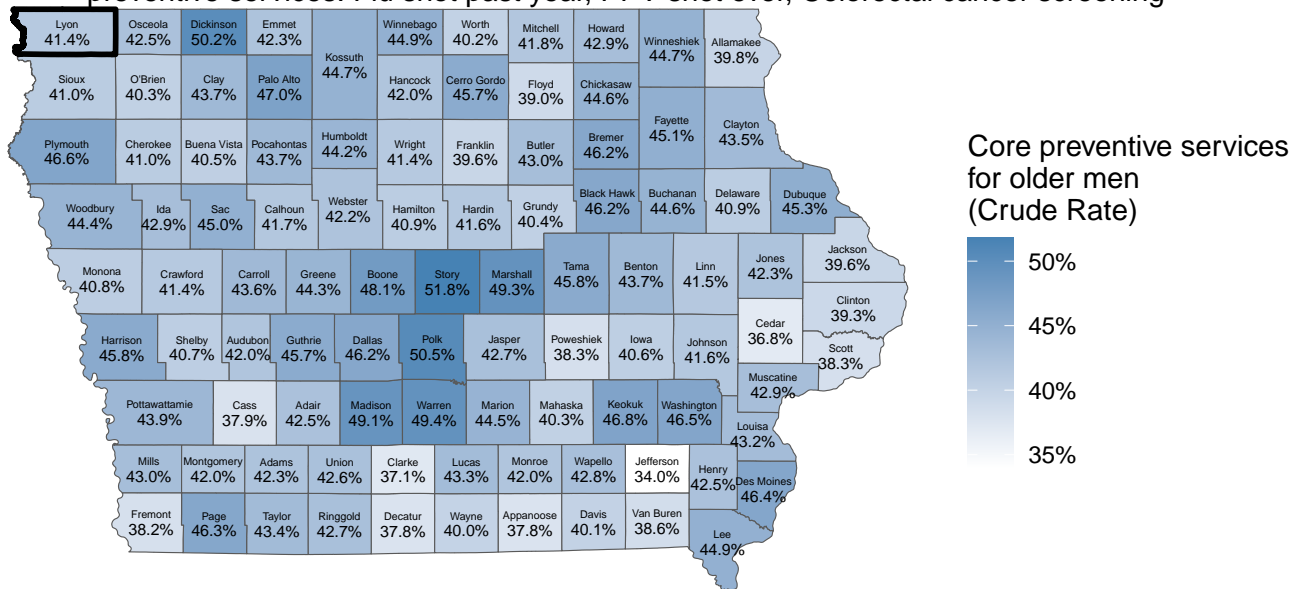 preventive services: Flu shot past year, PPV shot ever, Colorectal cancer screening
Lyon
41.4%
Osceola
42.5%
Dickinson
50.2%
Emmet
42.3%
Kossuth
44.7%
Winnebago
44.9%
Worth
40.2%
Mitchell
41.8%
Howard
42.9%
Winneshiek
44.7%
Allamakee
39.8%
Sioux
41.0%
O'Brien
40.3%
Clay
43.7%
Palo Alto
47.0%
Hancock
42.0%
Cerro Gordo
45.7%
Floyd
39.0%
Chickasaw
44.6%
Fayette
45.1%
Clayton
43.5%
Plymouth
46.6%
Cherokee
41.0%
Buena Vista
40.5%
Pocahontas
43.7%
Humboldt
44.2%
Wright
41.4%
Franklin
39.6%
Butler
43.0%
Bremer
46.2%
Woodbury
44.4%
Ida
42.9%
Sac
45.0%
Calhoun
41.7%
Webster
42.2%
Hamilton
40.9%
Hardin
41.6%
Grundy
40.4%
Black Hawk
46.2%
Buchanan
44.6%
Delaware
40.9%
Dubuque
45.3%
Monona
40.8%
Crawford
41.4%
Carroll
43.6%
Greene
44.3%
Boone
48.1%
Story
51.8%
Marshall
49.3%
Tama
45.8%
Benton
43.7%
Linn
41.5%
Jones
42.3%
Jackson
39.6%
Clinton
39.3%
Harrison
45.8%
Shelby
40.7%
Audubon
42.0%
Guthrie
45.7%
Dallas
46.2%
Polk
50.5%
Jasper
42.7%
Poweshiek
38.3%
Iowa
40.6%
Johnson
41.6%
Cedar
36.8%
Scott
38.3%
Muscatine
42.9%
Pottawattamie
43.9%
Cass
37.9%
Adair
42.5%
Madison
49.1%
Warren
49.4%
Marion
44.5%
Mahaska
40.3%
Keokuk
46.8%
Washington
46.5%
Louisa
43.2%
Mills
43.0%
Montgomery
42.0%
Adams
42.3%
Union
42.6%
Clarke
37.1%
Lucas
43.3%
Monroe
42.0%
Wapello
42.8%
Jefferson
34.0%
Henry
42.5%
Des Moines
46.4%
Fremont
38.2%
Page
46.3%
Taylor
43.4%
Ringgold
42.7%
Decatur
37.8%
Wayne
40.0%
Appanoose
37.8%
Davis
40.1%
Van Buren
38.6%
Lee
44.9%
Core preventive services
for older men
(Crude Rate)
50%
45%
40%
35%